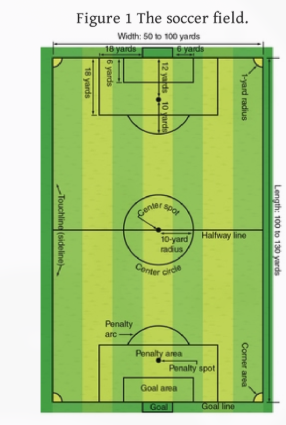 Figure 1 The soccer field.
Width: 50 to 100 yards
18 yards
6 yards
6 yards
18 yards
12 yards
10 yards
1-yard radius
Length: 100 to 130 yards
Touchline (sideline)
Center spot
10-yard
radius
Halfway line
Center circle
Penalty
arc
Penalty area
Penalty spot
Corner area
Goal area
Goal
Goal line